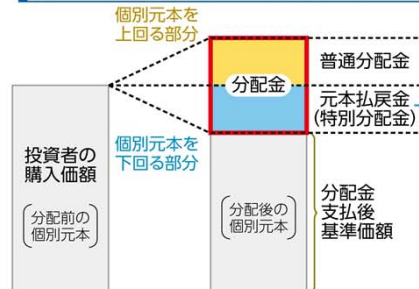 個別元本を
上回る部分
普通分配金
分配金
元本払戻金
(特別分配金)
個別元本を
下回る部分
投資者の
購入価額
(分配前の
個別元本)
(分配後の
個別元本)
分配金
支払後
基準価額